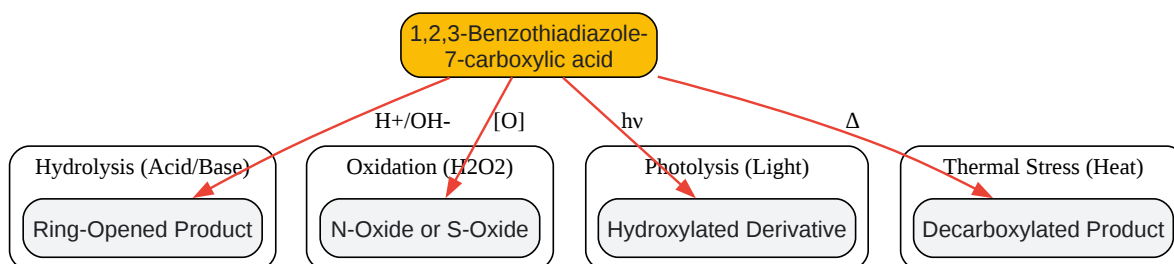 1,2,3-Benzothiadiazole-
7-carboxylic acid
H+/OH-
[O]
hν
Δ
Hydrolysis (Acid/Base)
Oxidation (H2O2)
Photolysis (Light)
Thermal Stress (Heat)
Ring-Opened Product
N-Oxide or S-Oxide
Hydroxylated Derivative
Decarboxylated Product